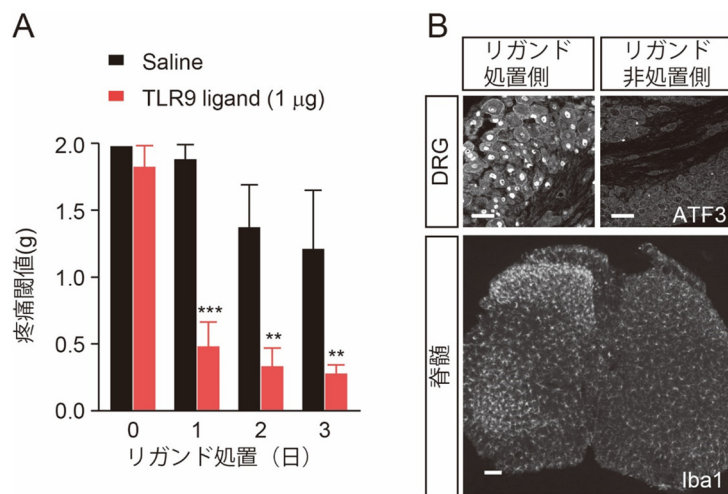 A
Saline
TLR9 ligand (1 μg)
疼痛閾値(g)
2.0
1.5
1.0
0.5
0.0
***
**
**
0 1 2 3
リガンド処置（日）
B
リガンド
処置側
リガンド
非処置側
DRG
ATF3
脊髄
Iba1